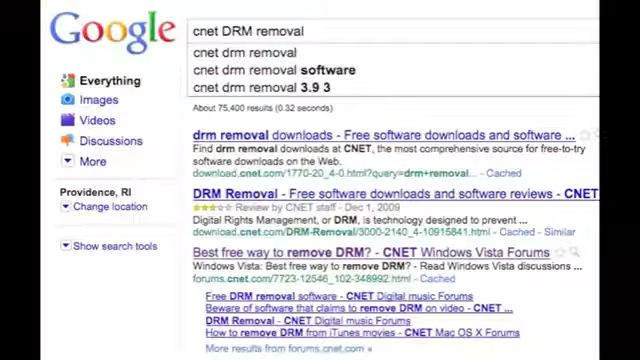 Google
cnet DRM removal
cnet drm removal
cnet drm removal software
cnet drm removal 3.9 3
About 75,400 results (0.32 seconds)
Everything
Images
Videos
Discussions
More
Providence, RI
Change location
Show search tools
drm removal downloads - Free software downloads and software ...
Find drm removal downloads at CNET, the most comprehensive source for free-to-try
software downloads on the Web.
download.cnet.com/1770-20_4-0.html?query=drm+removal... - Cached
DRM Removal - Free software downloads and software reviews - CNET
Review by CNET staff - Dec 1, 2009
Digital Rights Management, or DRM, is technology designed to prevent ...
download.cnet.com/DRM-Removal/3000-2140_4-10915841.html - Cached - Similar
Best free way to remove DRM? - CNET Windows Vista Forums
Windows Vista: Best free way to remove DRM? - Read Windows Vista discussions ...
forums.cnet.com/7723-12546_102-348992.html - Cached
Free DRM removal software - CNET Digital music Forums
Beware of software that claims to remove DRM on video - CNET ...
DRM Removal - CNET Digital music Forums
How to remove DRM from iTunes movies - CNET Mac OS X Forums
More results from forums.cnet.com »